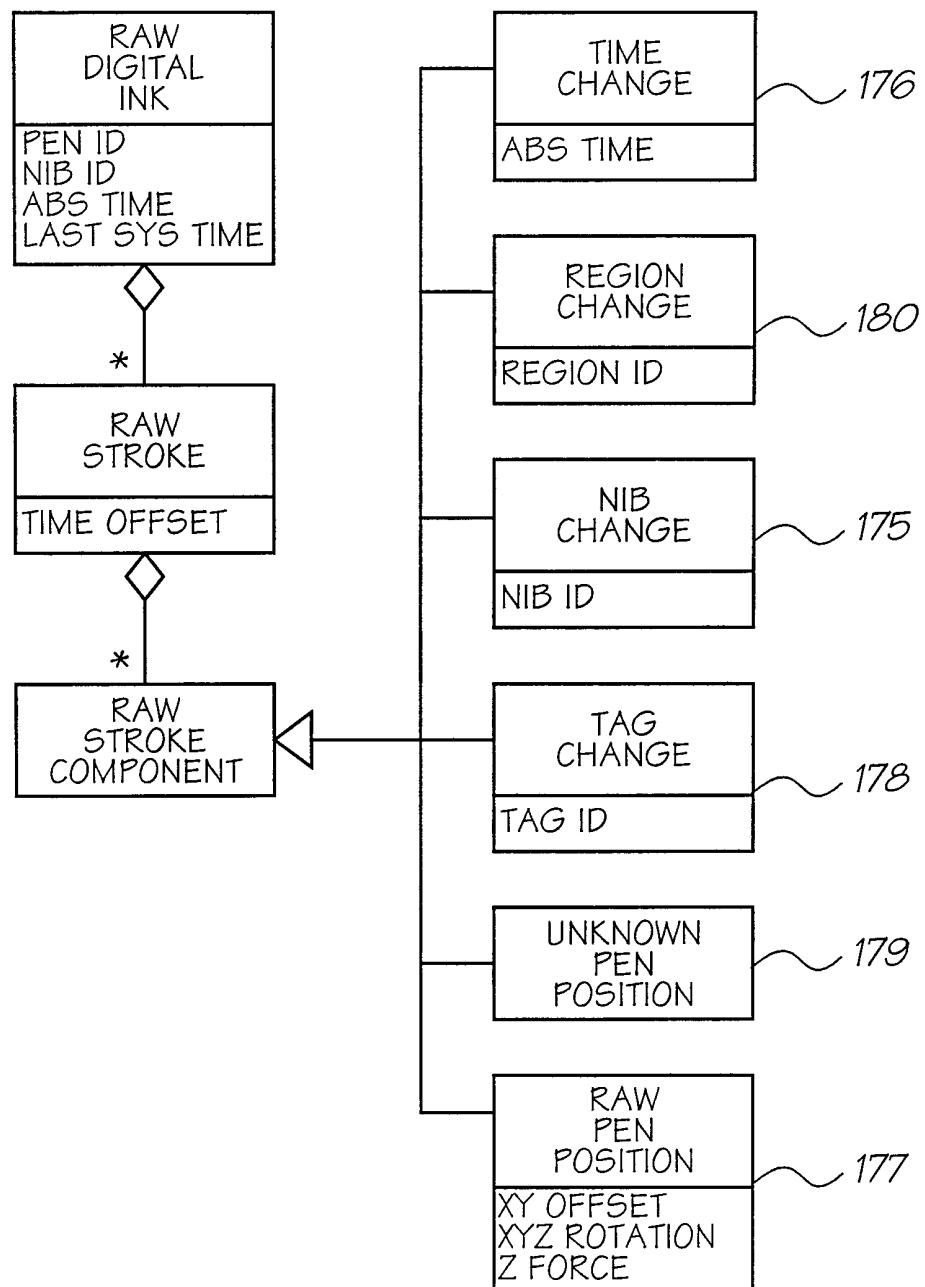 RAW
DIGITAL
INK
PEN ID
NIB ID
ABS TIME
LAST SYS TIME
*
RAW
STROKE
TIME OFFSET
*
RAW
STROKE
COMPONENT
TIME
CHANGE
ABS TIME
176
REGION
CHANGE
REGION ID
180
NIB
CHANGE
NIB ID
175
TAG
CHANGE
TAG ID
178
UNKNOWN
PEN
POSITION
179
RAW
PEN
POSITION
XY OFFSET
XYZ ROTATION
Z FORCE
177